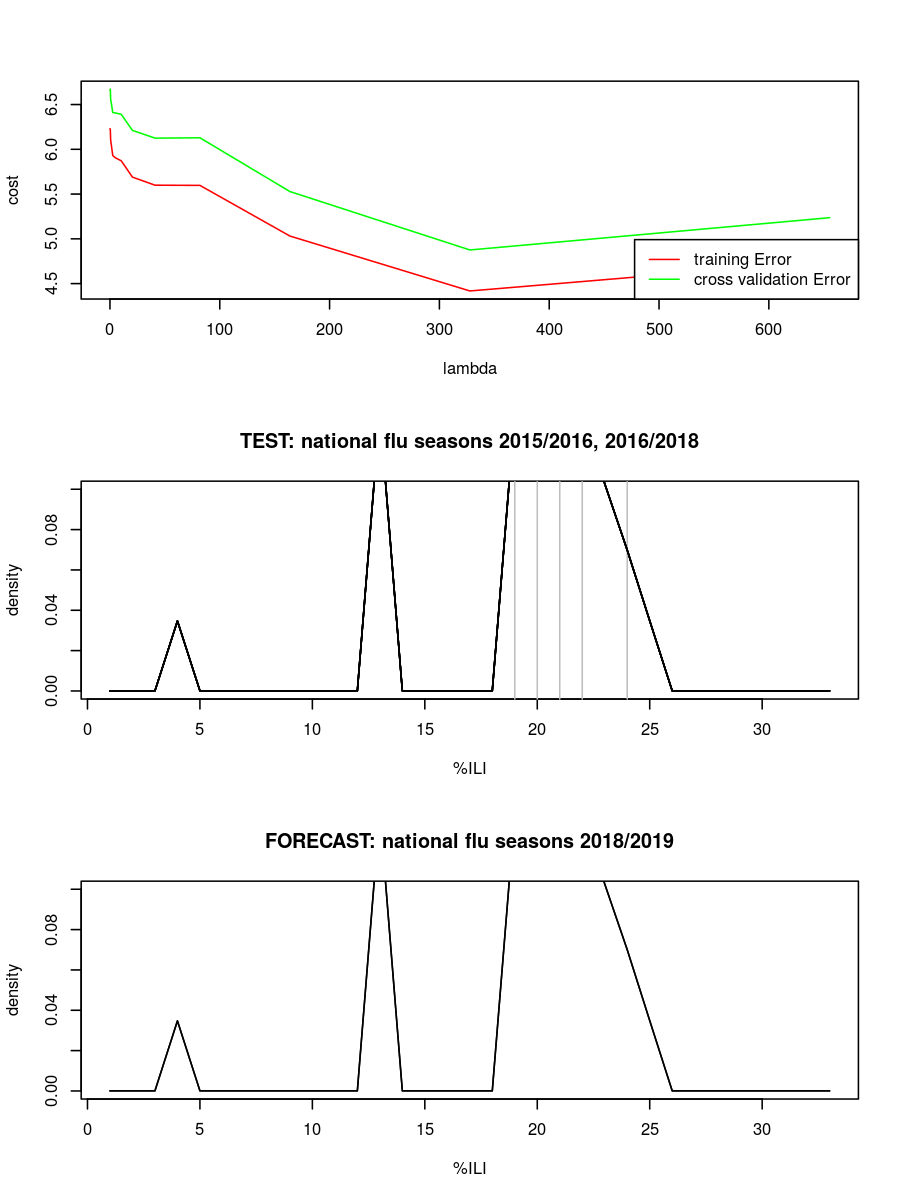 cost
6.5
6.0
5.5
5.0
4.5
training Error
cross validation Error
0 100 200 300 400 500 600
lambda
TEST: national flu seasons 2015/2016, 2016/2018
density
0.08
0.04
0.00
0 5 10 15 20 25 30
%ILI
FORECAST: national flu seasons 2018/2019
density
0.08
0.04
0.00
0 5 10 15 20 25 30
%ILI